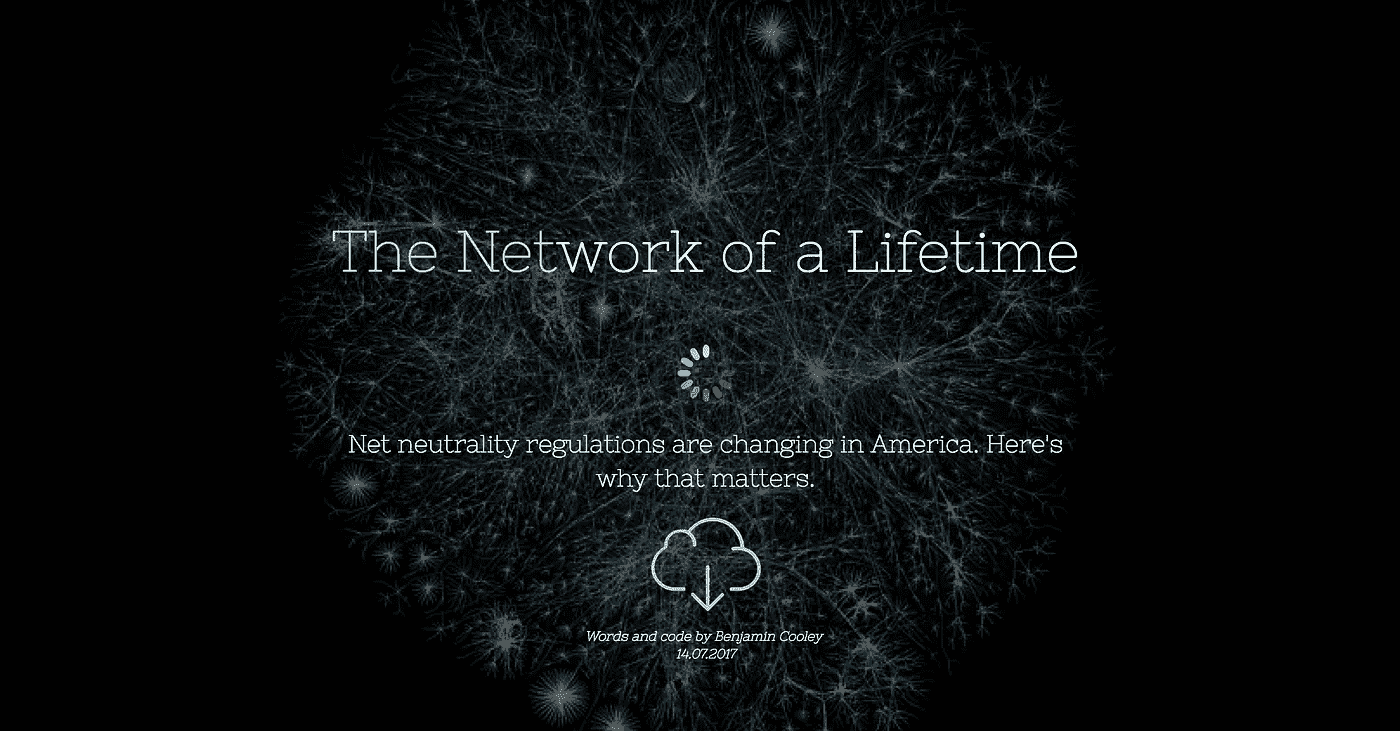 The Network of a Lifetime
Net neutrality regulations are changing in America. Here's
why that matters.
Words and code by Benjamin Cooley
14.07.2017